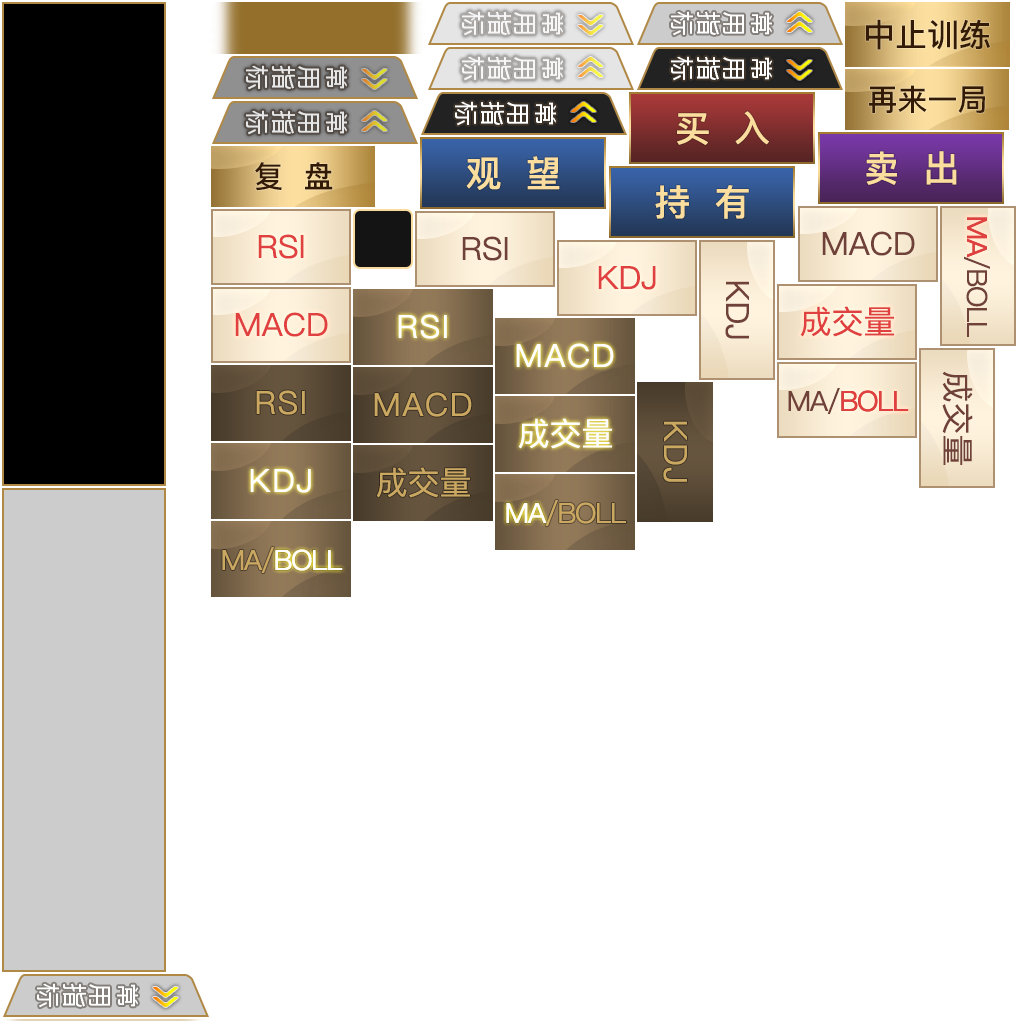 常用指标
常用指标
中止训练
常用指标
常用指标
常用指标
再来一局
常用指标
常用指标
买 入
复 盘
观 望
卖 出
持 有
RSI
RSI
KDJ
KDJ
MACD
MA/BOLL
MACD
RSI
MACD
成交量
RSI
MACD
成交量
KDJ
MA/BOLL
成交量
KDJ
成交量
MA/BOLL
MA/BOLL
常用指标